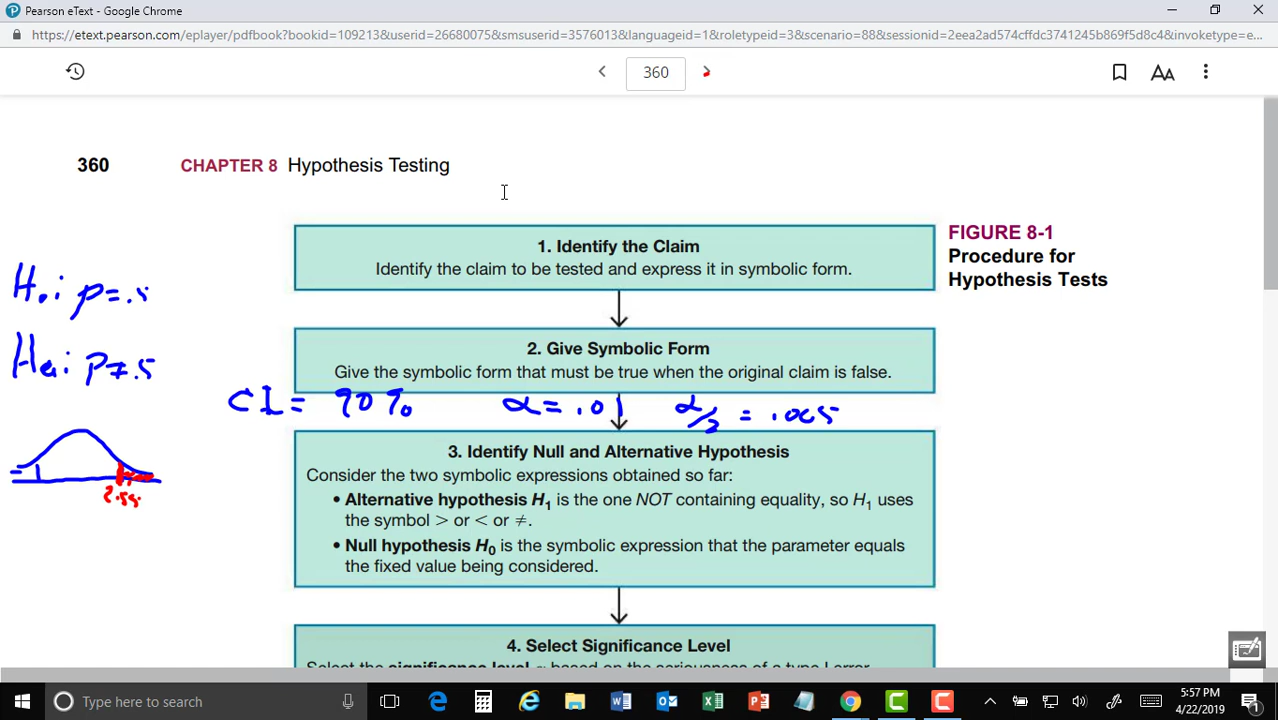 Pearson eText - Google Chrome
https://etext.pearson.com/eplayer/pdfbook?bookid=109213&userid=26680075&smsuserid=3576013&languageid=1&roletypeid=3&scenario=88&sessionid=2eea2ad574cffdc3741245b869f5d8c4&invoketype=e...
360
AA
360 CHAPTER 8 Hypothesis Testing
1. Identify the Claim
Identify the claim to be tested and express it in symbolic form.
FIGURE 8-1
Procedure for
Hypothesis Tests
H₀: p=.5
2. Give Symbolic Form
Give the symbolic form that must be true when the original claim is false.
Ha: p≠.5
CI= 90% α=.01 α/2 = .005
3. Identify Null and Alternative Hypothesis
Consider the two symbolic expressions obtained so far:
• Alternative hypothesis H₁ is the one NOT containing equality, so H₁ uses
the symbol > or < or ≠.
• Null hypothesis H₀ is the symbolic expression that the parameter equals
the fixed value being considered.
4. Select Significance Level
Type here to search
5:57 PM
4/22/2019